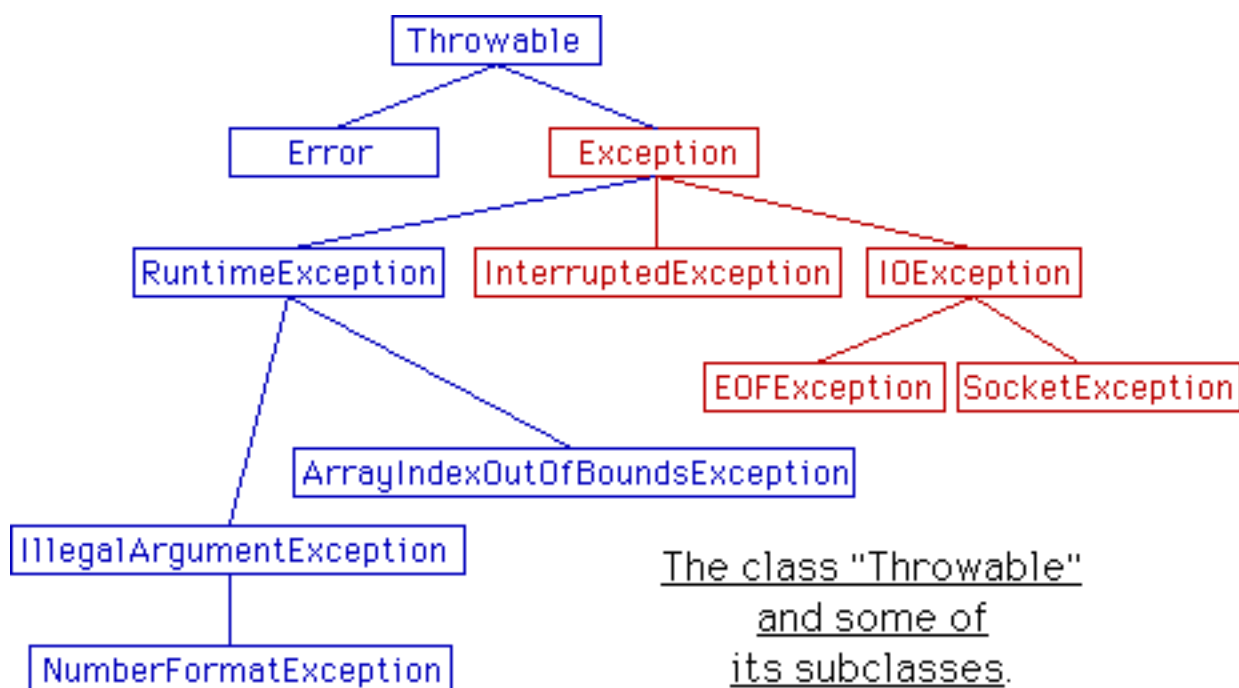 Throwable
Error
Exception
RuntimeException
InterruptedException
IOException
EOFException
SocketException
ArrayIndexOutOfBoundsException
IllegalArgumentException
NumberFormatException
The class "Throwable"
and some of
its subclasses.